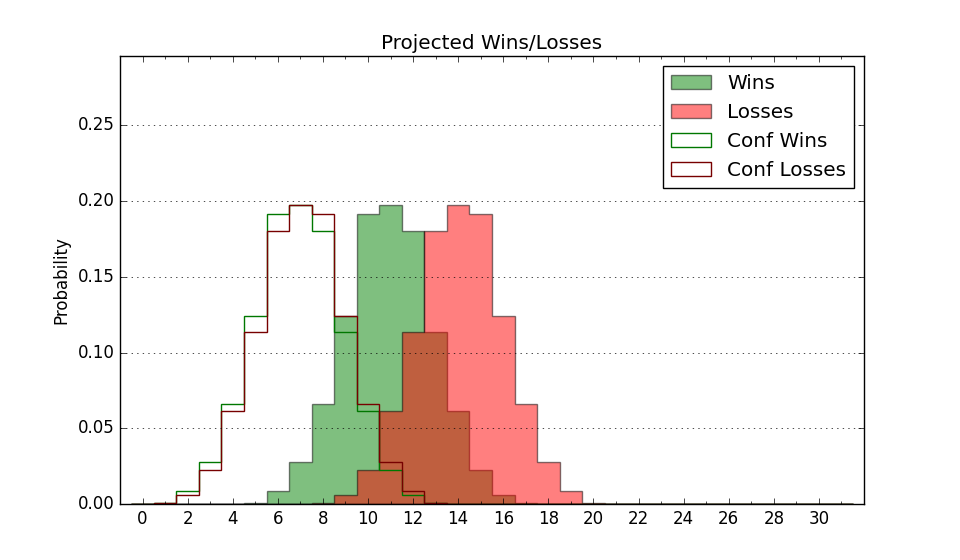 Projected Wins/Losses
Wins
Losses
Conf Wins
Conf Losses
Probability
0.25
0.20
0.15
0.10
0.05
0.00
0 2 4 6 8 10 12 14 16 18 20 22 24 26 28 30